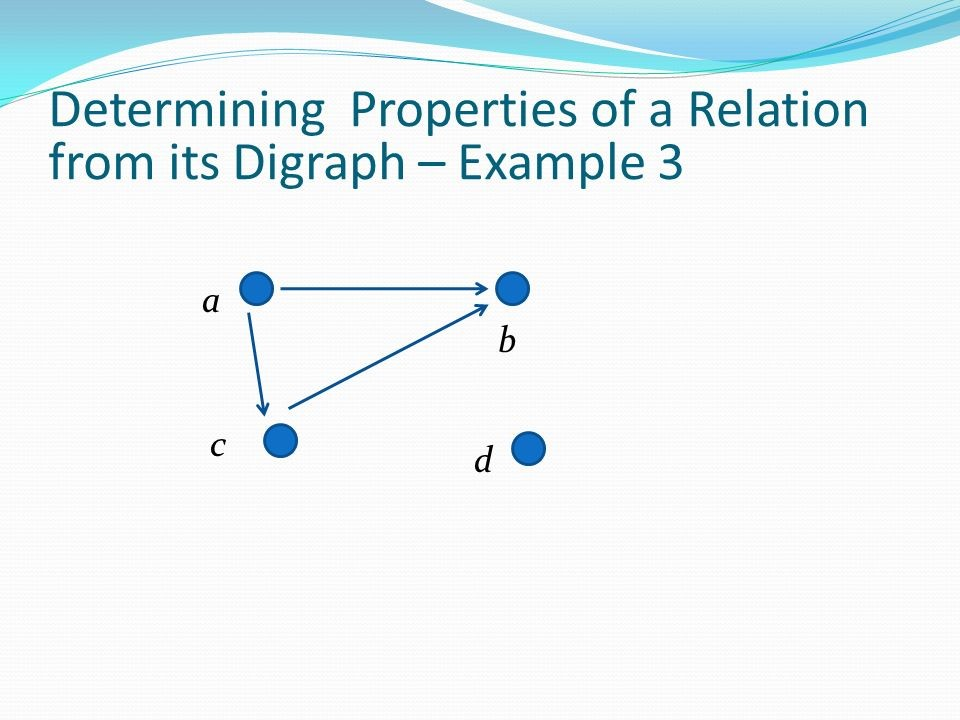 Determining  Properties of a Relation
from its Digraph – Example 3
a
b
c
d